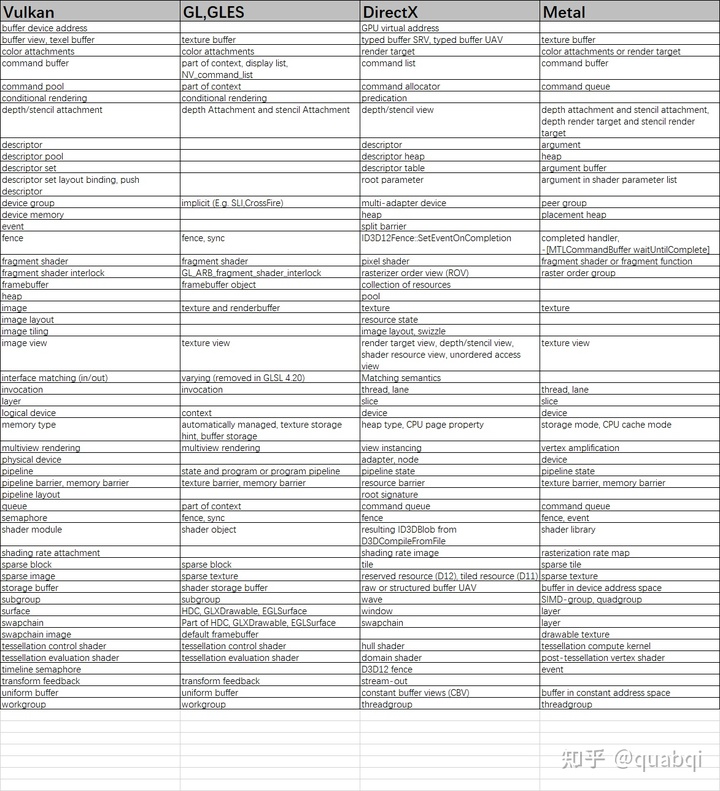 Vulkan GL,GLES DirectX Metal
buffer device address GPU virtual address
buffer view, texel buffer texture buffer typed buffer SRV, typed buffer UAV texture buffer
color attachments color attachments render target color attachments or render target
command buffer part of context, display list, command list command buffer
NV_command_list
command pool part of context command allocator command queue
conditional rendering conditional rendering predication
depth/stencil attachment depth Attachment and stencil Attachment depth/stencil view depth attachment and stencil attachment,
depth render target and stencil render
target
descriptor descriptor argument
descriptor pool descriptor heap heap
descriptor set descriptor table argument buffer
descriptor set layout binding, push root parameter argument in shader parameter list
descriptor
device group implicit (E.g. SLI,CrossFire) multi-adapter device peer group
device memory heap placement heap
event split barrier
fence fence, sync ID3D12Fence::SetEventOnCompletion completed handler,
-[MTLCommandBuffer waitUntilComplete]
fragment shader fragment shader pixel shader fragment shader or fragment function
fragment shader interlock GL_ARB_fragment_shader_interlock rasterizer order view (ROV) raster order group
framebuffer framebuffer object collection of resources
heap pool
image texture and renderbuffer texture texture
image layout resource state
image tiling image layout, swizzle
image view texture view render target view, depth/stencil view, texture view
shader resource view, unordered access
view
interface matching (in/out) varying (removed in GLSL 4.20) Matching semantics
invocation invocation thread, lane thread, lane
layer slice slice
logical device context device device
memory type automatically managed, texture storage heap type, CPU page property storage mode, CPU cache mode
hint, buffer storage
multiview rendering multiview rendering view instancing vertex amplification
physical device adapter, node device
pipeline state and program or program pipeline pipeline state pipeline state
pipeline barrier, memory barrier texture barrier, memory barrier resource barrier texture barrier, memory barrier
pipeline layout root signature
queue part of context command queue command queue
semaphore fence, sync fence fence, event
shader module shader object resulting ID3DBlob from shader library
D3DCompileFromFile
shading rate attachment shading rate image rasterization rate map
sparse block sparse block tile sparse tile
sparse image sparse texture reserved resource (D12), tiled resource (D11) sparse texture
storage buffer shader storage buffer raw or structured buffer UAV buffer in device address space
subgroup subgroup wave SIMD-group, quadgroup
surface HDC, GLXDrawable, EGLSurface window layer
swapchain Part of HDC, GLXDrawable, EGLSurface swapchain layer
swapchain image default framebuffer drawable texture
tessellation control shader tessellation control shader hull shader tessellation compute kernel
tessellation evaluation shader tessellation evaluation shader domain shader post-tessellation vertex shader
timeline semaphore D3D12 fence event
transform feedback transform feedback stream-out
uniform buffer uniform buffer constant buffer views (CBV) buffer in constant address space
workgroup workgroup threadgroup threadgroup
知乎 @quabqi